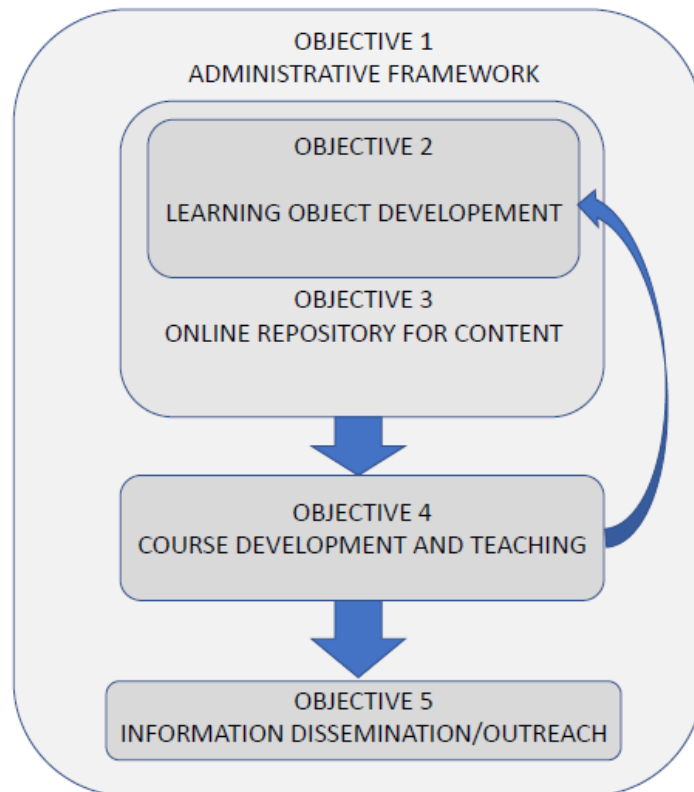 OBJECTIVE 1
ADMINISTRATIVE FRAMEWORK
OBJECTIVE 2
LEARNING OBJECT DEVELOPEMENT
OBJECTIVE 3
ONLINE REPOSITORY FOR CONTENT
OBJECTIVE 4
COURSE DEVELOPMENT AND TEACHING
OBJECTIVE 5
INFORMATION DISSEMINATION/OUTREACH